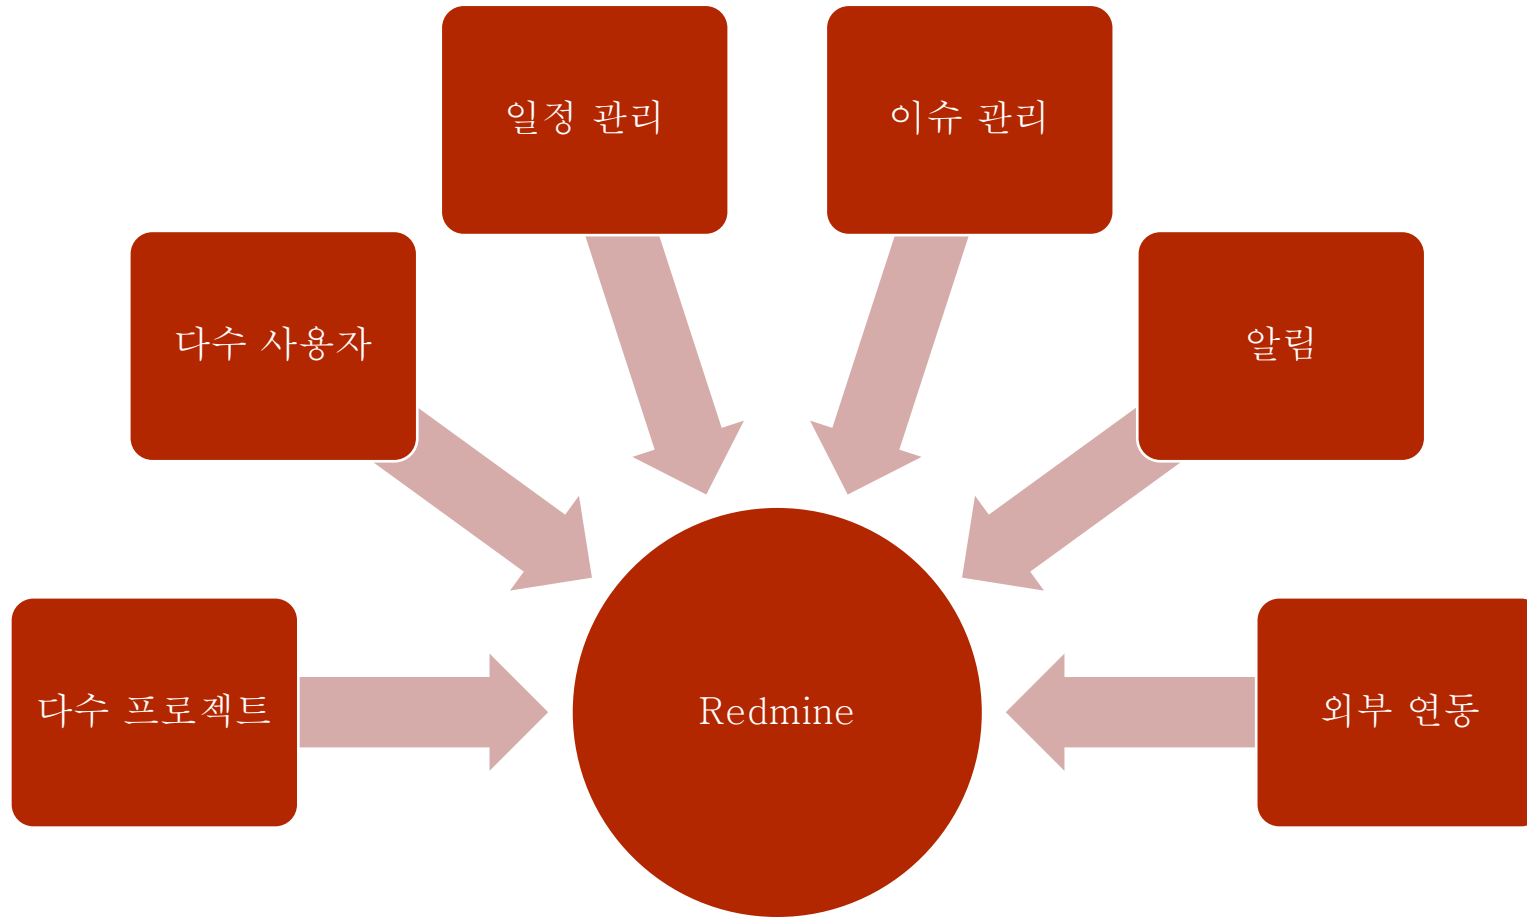 일정 관리
이슈 관리
다수 사용자
알림
다수 프로젝트
Redmine
외부 연동